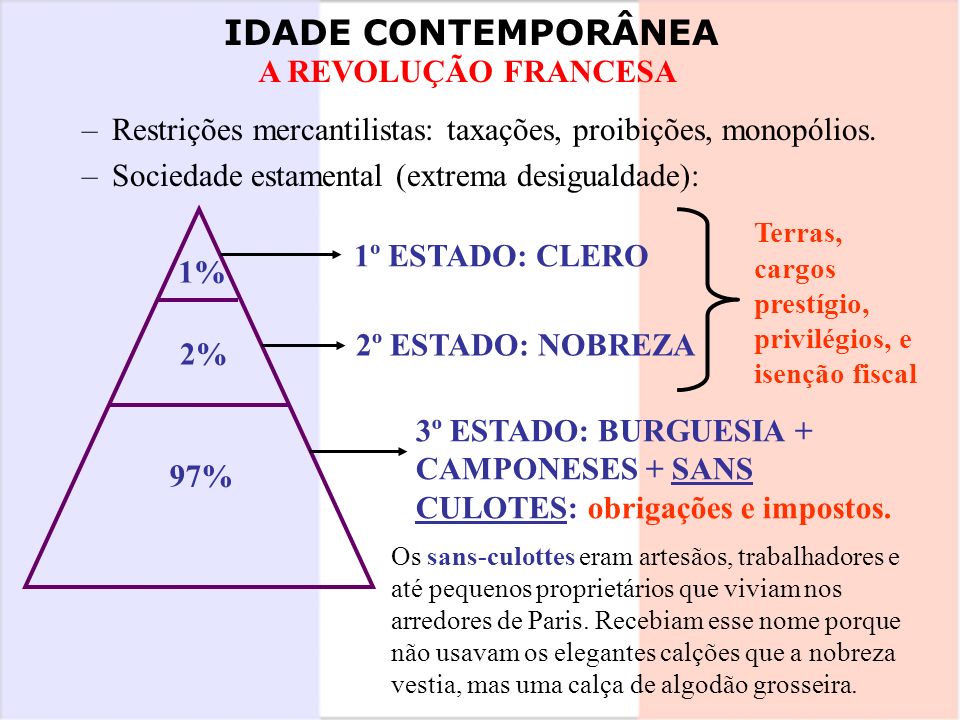 IDADE CONTEMPORÂNEA
A REVOLUÇÃO FRANCESA
– Restrições mercantilistas: taxações, proibições, monopólios.
– Sociedade estamental (extrema desigualdade):
1%
1º ESTADO: CLERO
2%
2º ESTADO: NOBREZA
Terras,
cargos
prestígio,
privilégios, e
isenção fiscal
97%
3º ESTADO: BURGUESIA +
CAMPONESES + SANS
CULOTES: obrigações e impostos.
Os sans-culottes eram artesãos, trabalhadores e
até pequenos proprietários que viviam nos
arredores de Paris. Recebiam esse nome porque
não usavam os elegantes calções que a nobreza
vestia, mas uma calça de algodão grosseira.